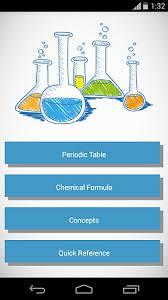 1:32
Periodic Table
Chemical Formula
Concepts
Quick Reference